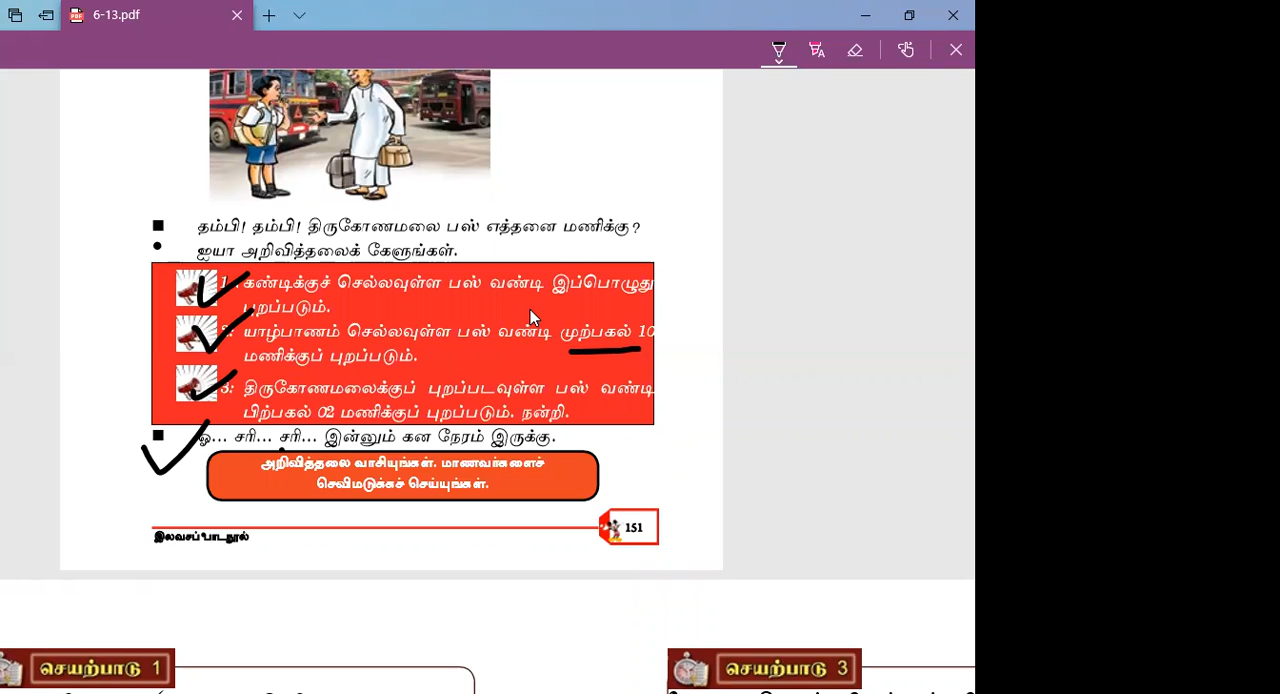 6-13.pdf
தம்பி! தம்பி! திருகோணமலை பஸ் எத்தனை மணிக்கு?
ஐயா அறிவித்தலைக் கேளுங்கள்.
கண்டிக்குச் செல்லவுள்ள பஸ் வண்டி இப்பொழுது
புறப்படும்.
யாழ்பாணம் செல்லவுள்ள பஸ் வண்டி முற்பகல் 10
மணிக்குப் புறப்படும்.
3: திருகோணமலைக்குப் புறப்படவுள்ள பஸ் வண்டி
பிற்பகல் 02 மணிக்குப் புறப்படும். நன்றி.
ஓ... சரி... சரி... இன்னும் கன நேரம் இருக்கு.
அறிவித்தலை வாசியுங்கள். மாணவர்களைச்
செவிமடுக்கச் செய்யுங்கள்.
151
இலவசப் பாடநூல்
செயற்பாடு 1
செயற்பாடு 3